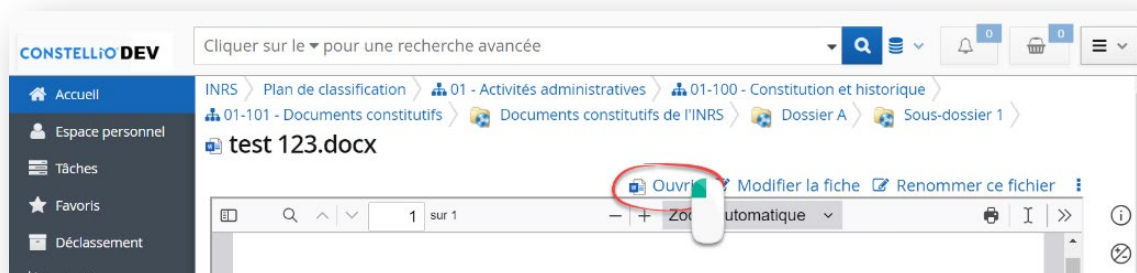 CONSTELLiO DEV
Cliquer sur le ▾ pour une recherche avancée
0
0
Accueil
Espace personnel
Tâches
Favoris
Déclassement
INRS 〉 Plan de classification 〉 01 - Activités administratives 〉 01-100 - Constitution et historique 〉
01-101 - Documents constitutifs 〉 Documents constitutifs de l'INRS 〉 Dossier A 〉 Sous-dossier 1 〉
test 123.docx
Modifier la fiche Renommer ce fichier
1 sur 1